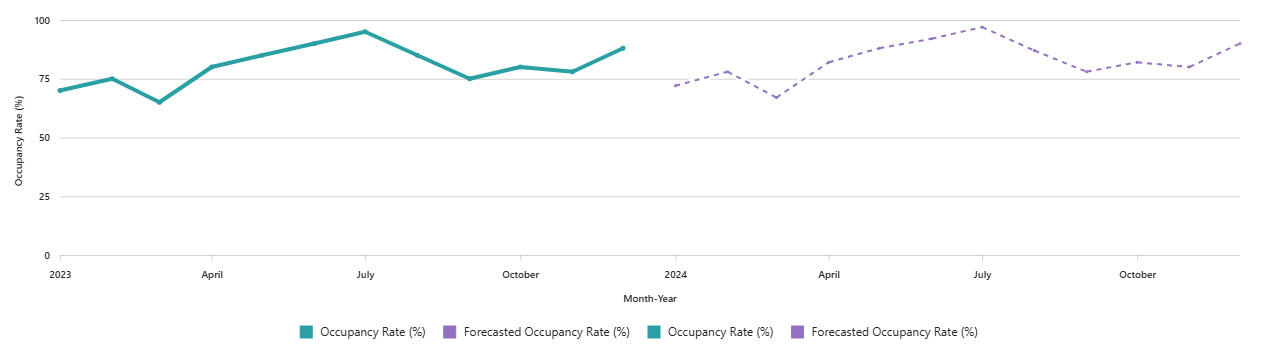 100
75
50
25
0
Occupancy Rate (%)
2023 April July October 2024 April July October
Month-Year
Occupancy Rate (%) Forecasted Occupancy Rate (%) Occupancy Rate (%) Forecasted Occupancy Rate (%)